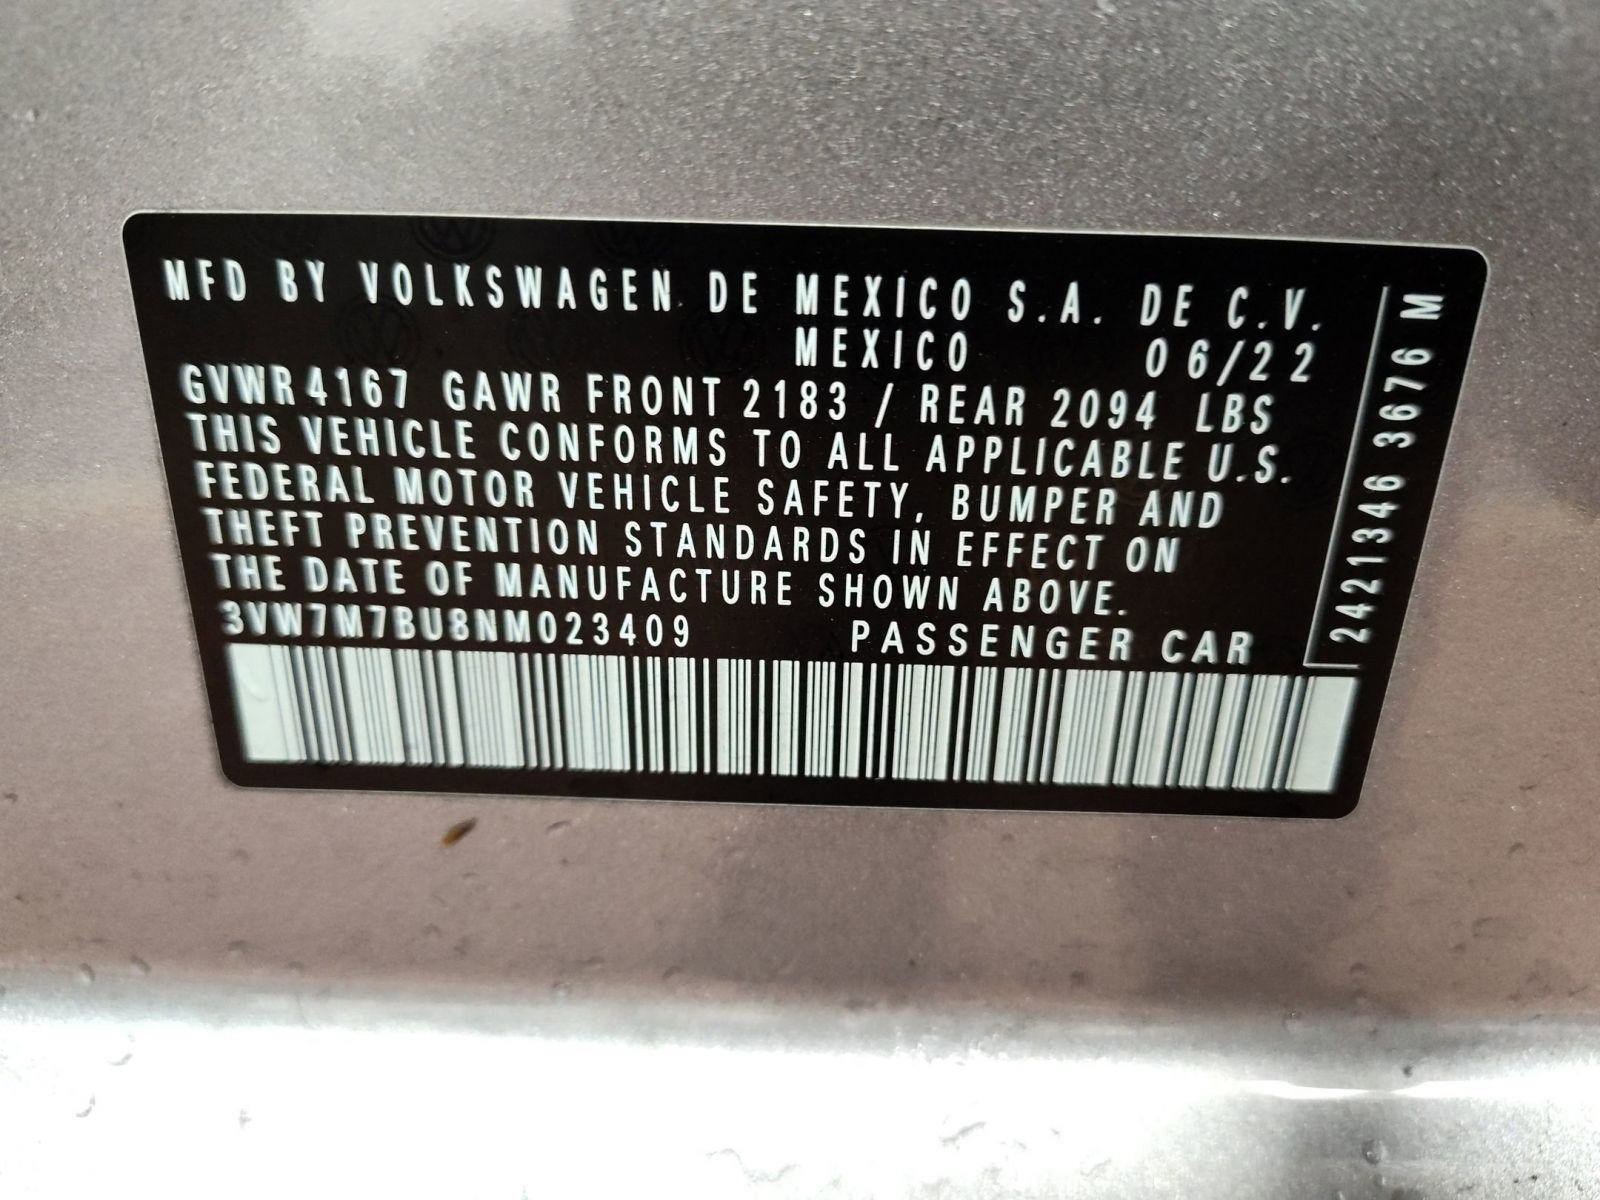 MFD BY VOLKSWAGEN DE MEXICO S.A. DE C.V.
MEXICO 06/22
GVWR 4167 GAWR FRONT 2183 / REAR 2094 LBS
THIS VEHICLE CONFORMS TO ALL APPLICABLE U.S.
FEDERAL MOTOR VEHICLE SAFETY, BUMPER AND
THEFT PREVENTION STANDARDS IN EFFECT ON
THE DATE OF MANUFACTURE SHOWN ABOVE.
3VW7M7BU8NM023409 PASSENGER CAR
2421346 3676 M